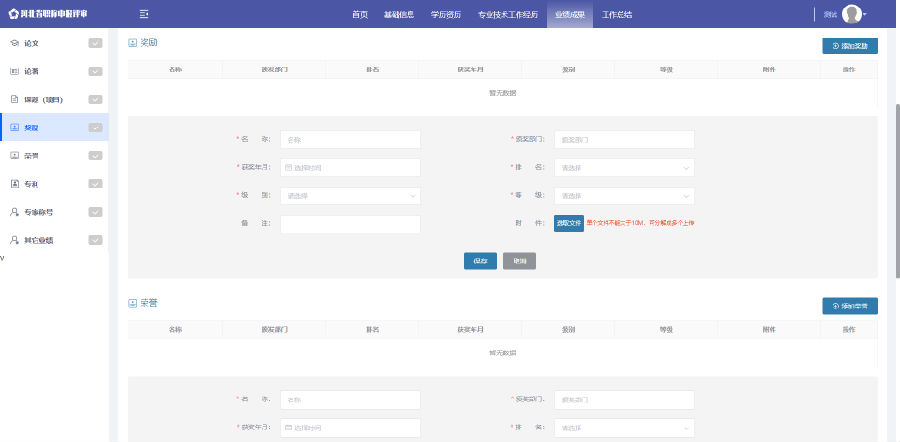 河北省职称申报评审 首页 基础信息 学历资历 专业技术工作经历 业绩成果 工作总结 测试
论文
论著
课题（项目）
奖励
荣誉
专利
专家称号
其它业绩
v
奖励 添加奖励
名称 颁发部门 排名 获奖年月 级别 等级 附件 操作
暂无数据
* 名 称： 名称 * 颁奖部门： 颁奖部门
* 获奖年月： 选择时间 * 排 名： 请选择
* 级 别： 请选择 * 等 级： 请选择
备 注： 附 件： 选取文件 单个文件不能大于10M，可分解成多个上传
保存 取消
荣誉 添加荣誉
名称 颁发部门 排名 获奖年月 级别 等级 附件 操作
暂无数据
* 名 称： 名称 * 颁奖部门： 颁奖部门
* 获奖年月： 选择时间 * 排 名： 请选择